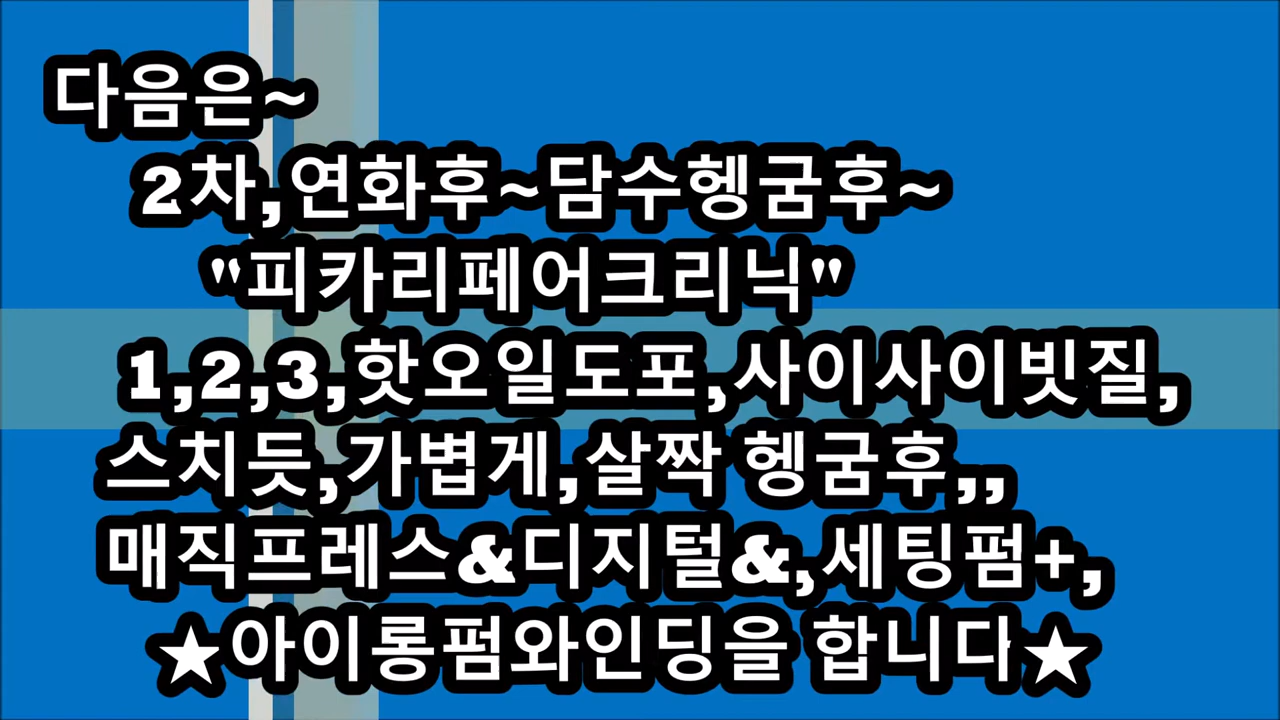 다음은~
2차,연화후~담수헹굼후~
"피카리페어크리닉"
1,2,3,핫오일도포,사이사이빗질,
스치듯,가볍게,살짝 헹굼후,,
매직프레스&디지털&,세팅펌+,
★아이롱펌와인딩을 합니다★